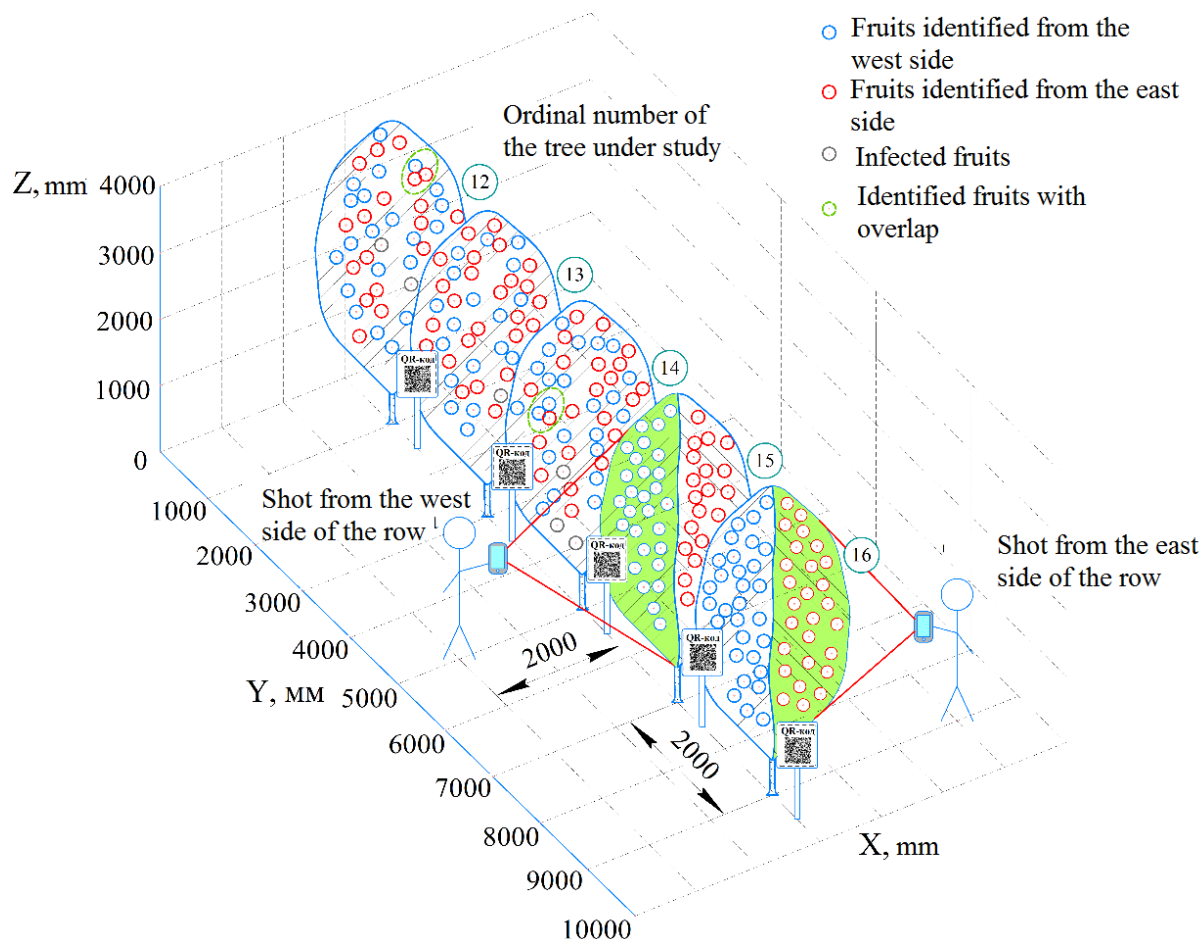 Fruits identified from the
west side
Fruits identified from the east
side
Infected fruits
Identified fruits with
overlap
Ordinal number of
the tree under study
Z, mm
4000
3000
2000
1000
0
12
13
14
15
16
QR-код
QR-код
QR-код
QR-код
QR-код
Shot from the west
side of the row
Shot from the east
side of the row
1000
2000
3000
4000
5000
6000
7000
8000
9000
10000
Y, мм
2000
2000
X, mm